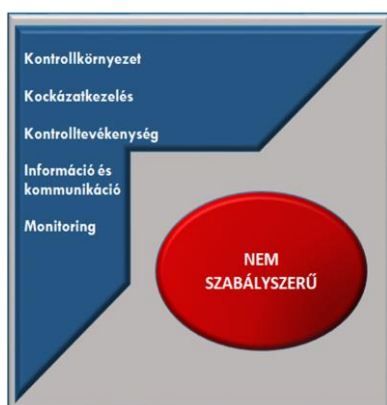 Kontrollkörnyezet
Kockázatkezelés
Kontrolltevékenység
Információ és
kommunikáció
Monitoring
NEM
SZABÁLYSZERŰ